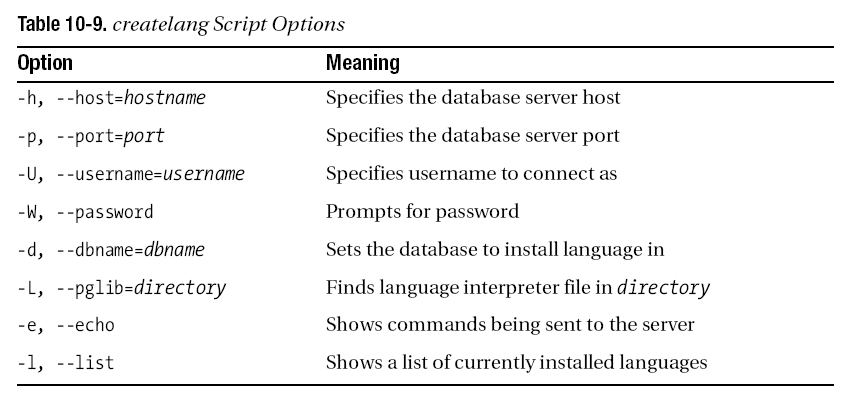 Table 10-9. createlang Script Options
Option Meaning
-h, --host=hostname Specifies the database server host
-p, --port=port Specifies the database server port
-U, --username=username Specifies username to connect as
-W, --password Prompts for password
-d, --dbname=dbname Sets the database to install language in
-L, --pglib=directory Finds language interpreter file in directory
-e, --echo Shows commands being sent to the server
-l, --list Shows a list of currently installed languages